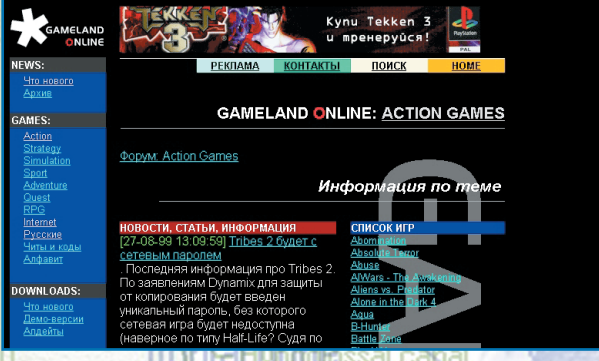 GAMELAND
ONLINE
TEKKEN
3
Купи Tekken 3
и тренеруйся!
PlayStation
PAL
РЕКЛАМА
КОНТАКТЫ
ПОИСК
HOME
NEWS:
Что нового
Архив
GAMES:
Action
Strategy
Simulation
Sport
Adventure
Quest
RPG
Internet
Русские
Читы и коды
Алфавит
DOWNLOADS:
Что нового
Демо-версии
Апдейты
GAMELAND ONLINE: ACTION GAMES
Форум: Action Games
Информация по теме
НОВОСТИ, СТАТЬИ, ИНФОРМАЦИЯ
[27-08-99 13:09:59] Tribes 2 будет с
сетевым паролем
. Последняя информация про Tribes 2.
По заявлениям Dynamix для защиты
от копирования будет введен
уникальный пароль, без которого
сетевая игра будет недоступна
(наверное по типу Half-Life? Судя по
СПИСОК ИГР
Abomination
Absolute Terror
Abuse
AIWars - The Awakening
Aliens vs. Predator
Alone in the Dark 4
Aqua
B-Hunter
Battle Zone